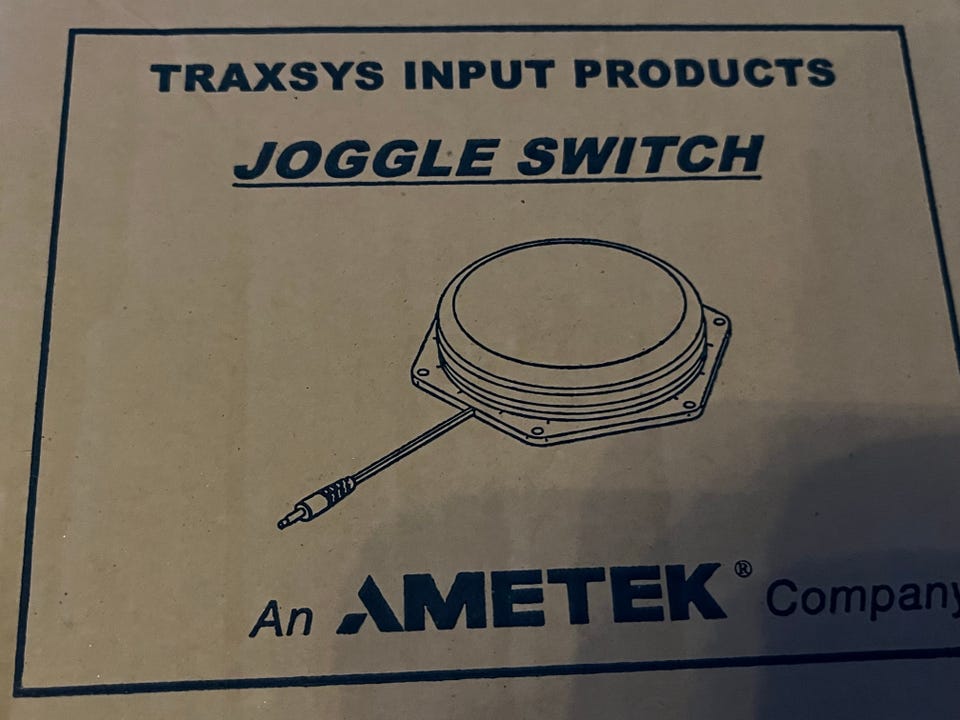 TRAXSYS INPUT PRODUCTS
JOGGLE SWITCH
An AMETEK® Company